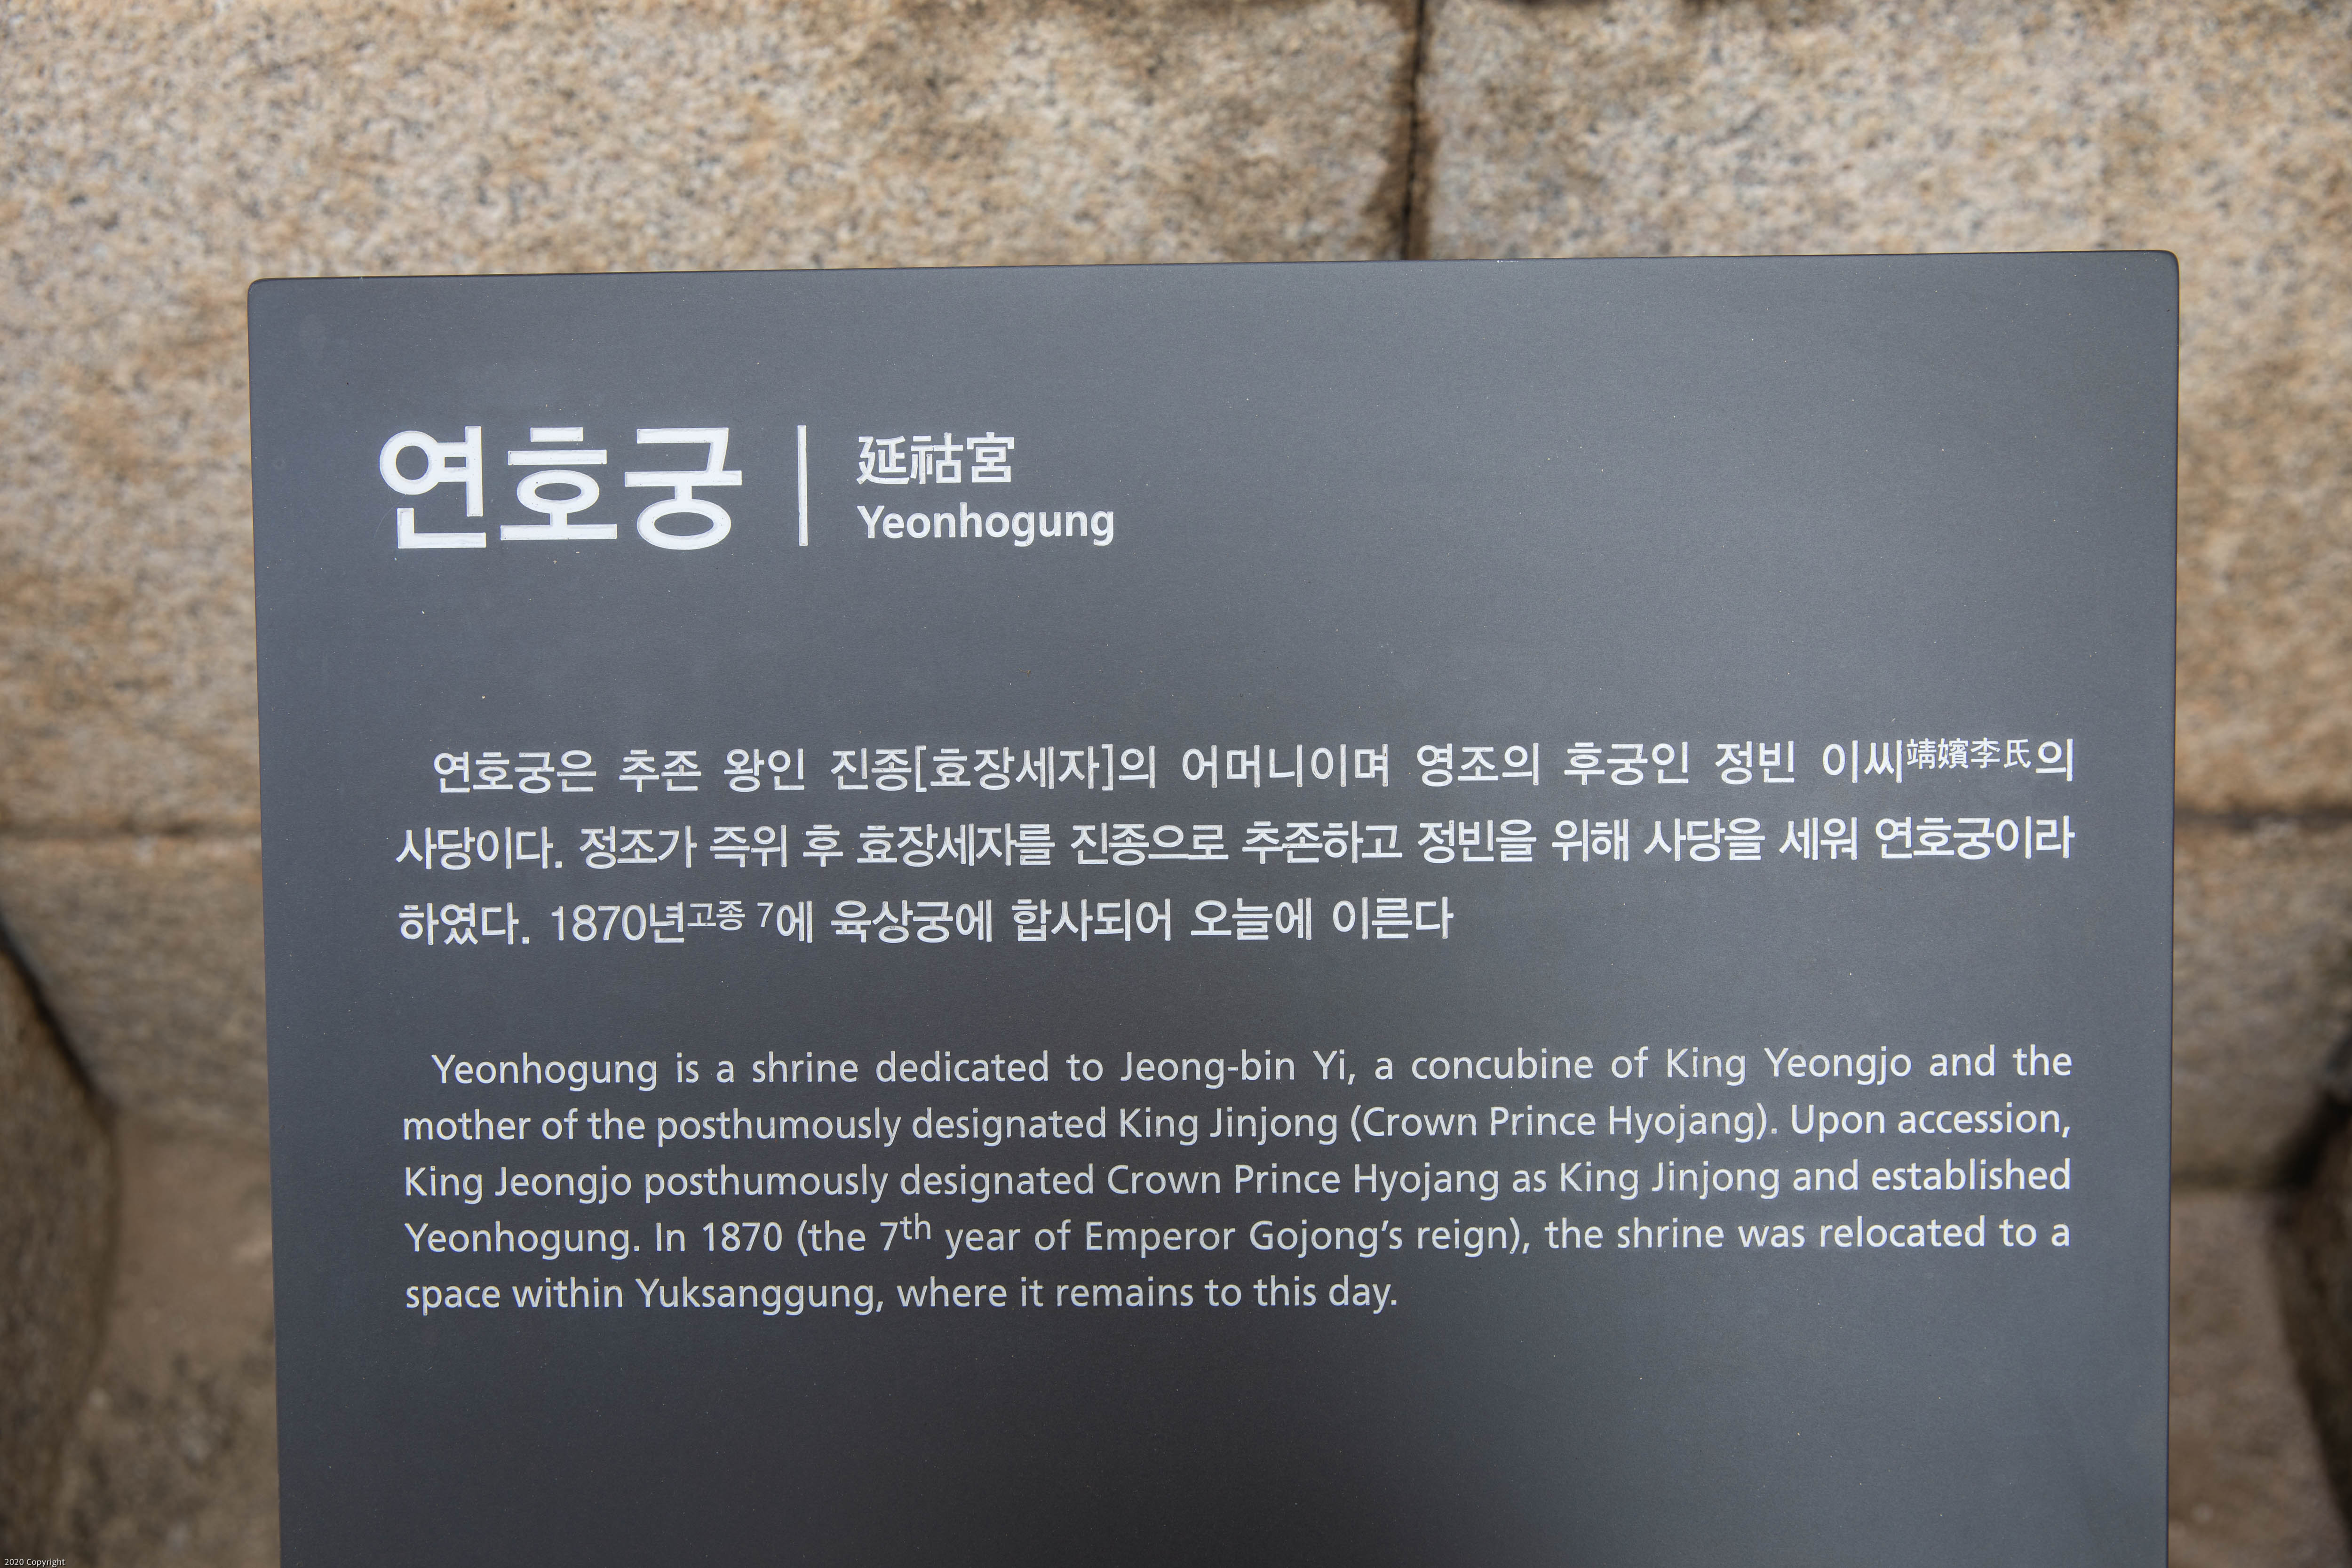 연호궁
延祜宮
Yeonhogung
연호궁은 추존 왕인 진종[효장세자]의 어머니이며 영조의 후궁인 정빈 이씨靖嬪李氏의
사당이다. 정조가 즉위 후 효장세자를 진종으로 추존하고 정빈을 위해 사당을 세워 연호궁이라
하였다. 1870년고종 7에 육상궁에 합사되어 오늘에 이른다
Yeonhogung is a shrine dedicated to Jeong-bin Yi, a concubine of King Yeongjo and the
mother of the posthumously designated King Jinjong (Crown Prince Hyojang). Upon accession,
King Jeongjo posthumously designated Crown Prince Hyojang as King Jinjong and established
Yeonhogung. In 1870 (the 7th year of Emperor Gojong’s reign), the shrine was relocated to a
space within Yuksanggung, where it remains to this day.
2020 Copyright